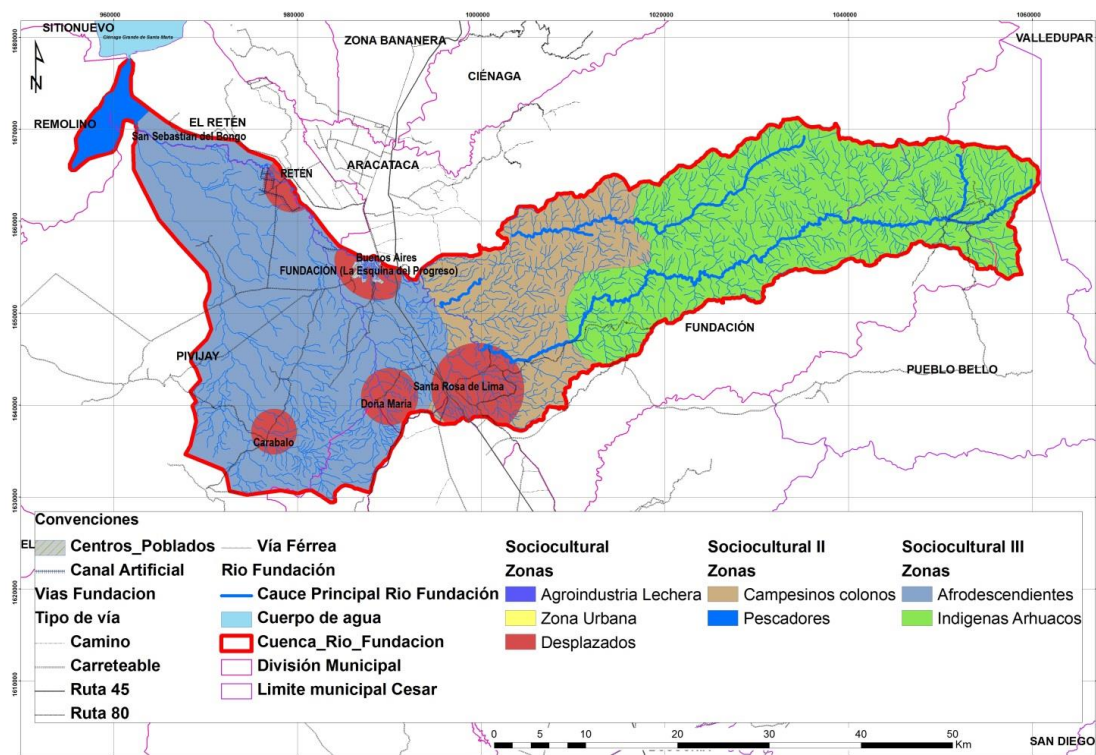 960000
980000
1000000
1020000
1040000
1060000
1680000
1670000
1660000
1650000
1640000
1630000
1620000
1610000
SITIONUEVO
Ciénaga Grande de Santa Marta
ZONA BANANERA
VALLEDUPAR
CIÉNAGA
N
REMOLINO
EL RETÉN
San Sebastián del Bongo
ARACATACA
RETÉN
Buenos Aires
FUNDACIÓN (La Esquina del Progreso)
FUNDACIÓN
PIVIJAY
PUEBLO BELLO
Santa Rosa de Lima
Doña Maria
Carabalo
EL
Convenciones
Centros_Poblados
Canal Artificial
Vias Fundacion
Tipo de vía
Camino
Carreteable
Ruta 45
Ruta 80
Vía Férrea
Rio Fundación
Cauce Principal Rio Fundación
Cuerpo de agua
Cuenca_Rio_Fundacion
División Municipal
Limite municipal Cesar
Sociocultural
Zonas
Agroindustria Lechera
Zona Urbana
Desplazados
Sociocultural II
Zonas
Campesinos colonos
Pescadores
Sociocultural III
Zonas
Afrodescendientes
Indigenas Arhuacos
0 5 10 20 30 40 50
Km
SAN DIEGO